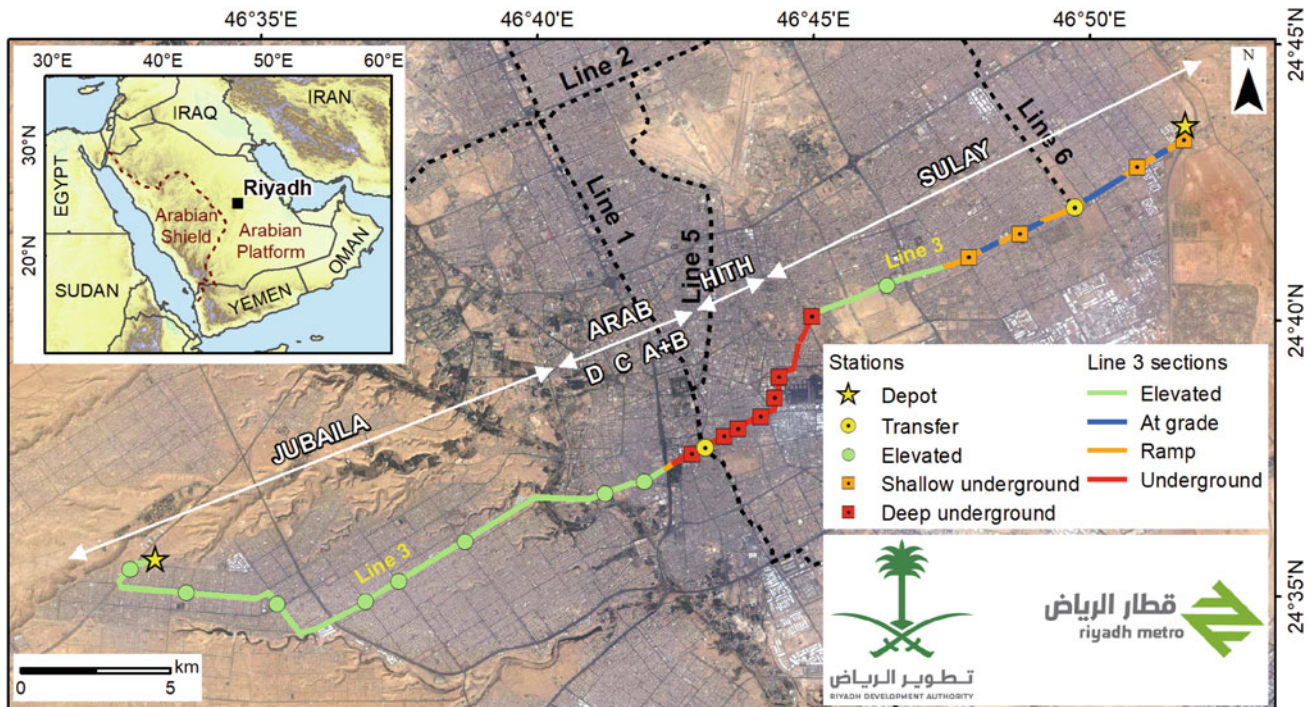 46°35'E
46°40'E
46°45'E
46°50'E
24°45'N
24°40'N
24°35'N
30°E
40°E
50°E
60°E
30°N
20°N
IRAQ
IRAN
EGYPT
Riyadh
Arabian
Shield
Arabian
Platform
SUDAN
YEMEN
OMAN
N
Line 2
Line 1
Line 5
Line 6
SULAY
HITH
Line 3
ARAB
D C A+B
JUBAILA
Line 3
km
0 5
Stations
Depot
Transfer
Elevated
Shallow underground
Deep underground
Line 3 sections
Elevated
At grade
Ramp
Underground
تطوير الرياض
RIYADH DEVELOPMENT AUTHORITY
قطار الرياض
riyadh metro